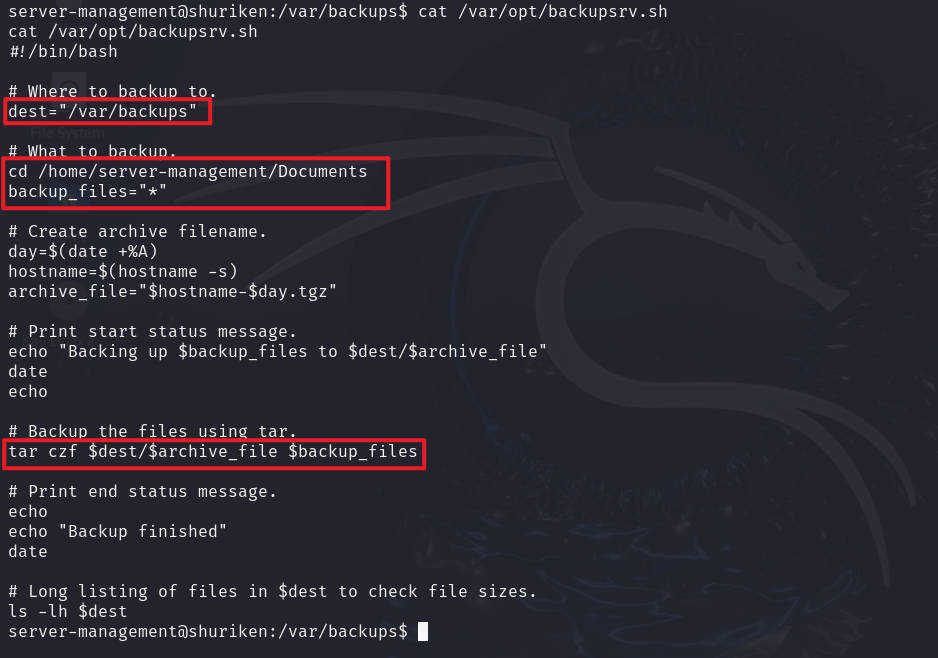 server-management@shuriken:/var/backups$ cat /var/opt/backupsrv.sh
cat /var/opt/backupsrv.sh
#!/bin/bash
# Where to backup to.
dest="/var/backups"
File System
# What to backup.
cd /home/server-management/Documents
backup_files="*"
# Create archive filename.
day=$(date +%A)
hostname=$(hostname -s)
archive_file="$hostname-$day.tgz"
# Print start status message.
echo "Backing up $backup_files to $dest/$archive_file"
date
echo
# Backup the files using tar.
tar czf $dest/$archive_file $backup_files
# Print end status message.
echo
echo "Backup finished"
date
# Long listing of files in $dest to check file sizes.
ls -lh $dest
server-management@shuriken:/var/backups$